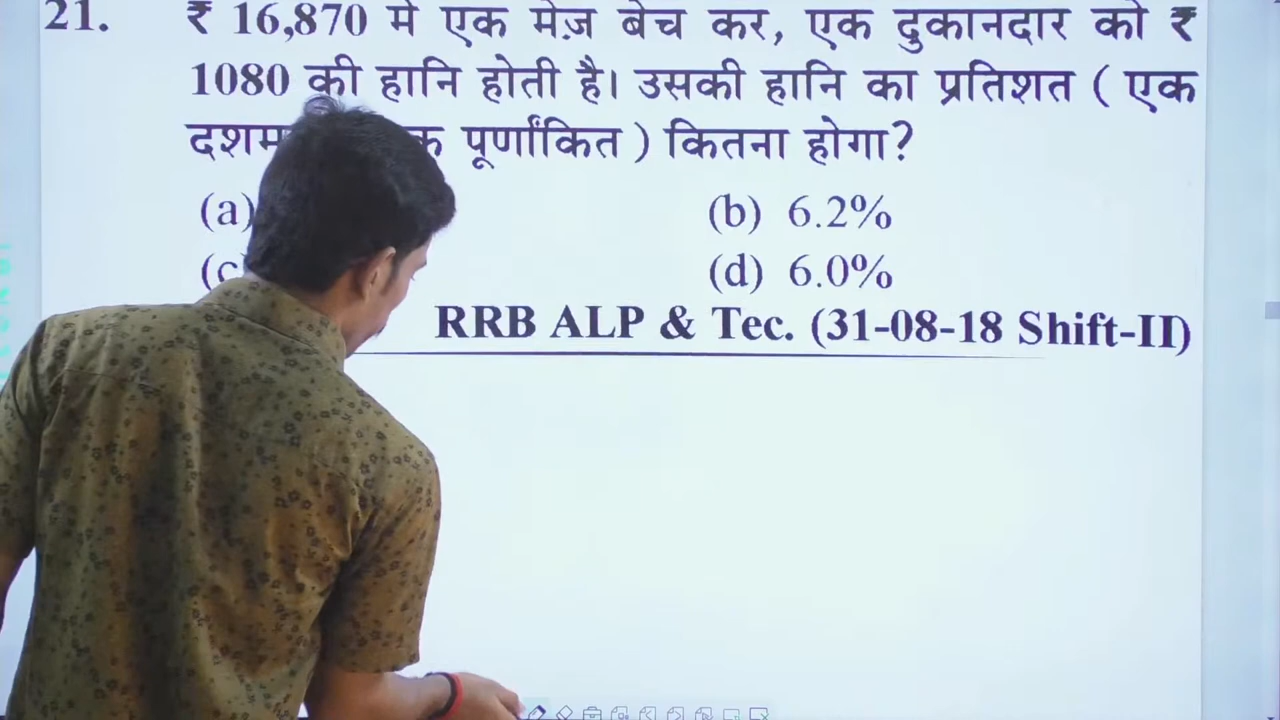 21. ₹ 16,870 में एक मेज़ बेच कर, एक दुकानदार को ₹
1080 की हानि होती है। उसकी हानि का प्रतिशत ( एक
पूर्णांकित ) कितना होगा?
(a) (b) 6.2%
(d) 6.0%
RRB ALP & Tec. (31-08-18 Shift-II)